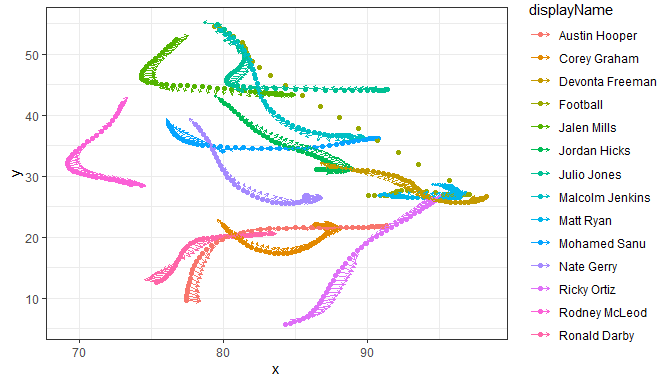 displayName
Austin Hooper
Corey Graham
Devonta Freeman
Football
Jalen Mills
Jordan Hicks
Julio Jones
Malcolm Jenkins
Matt Ryan
Mohamed Sanu
Nate Gerry
Ricky Ortiz
Rodney McLeod
Ronald Darby
y
50
40
30
20
10
70
80
90
x